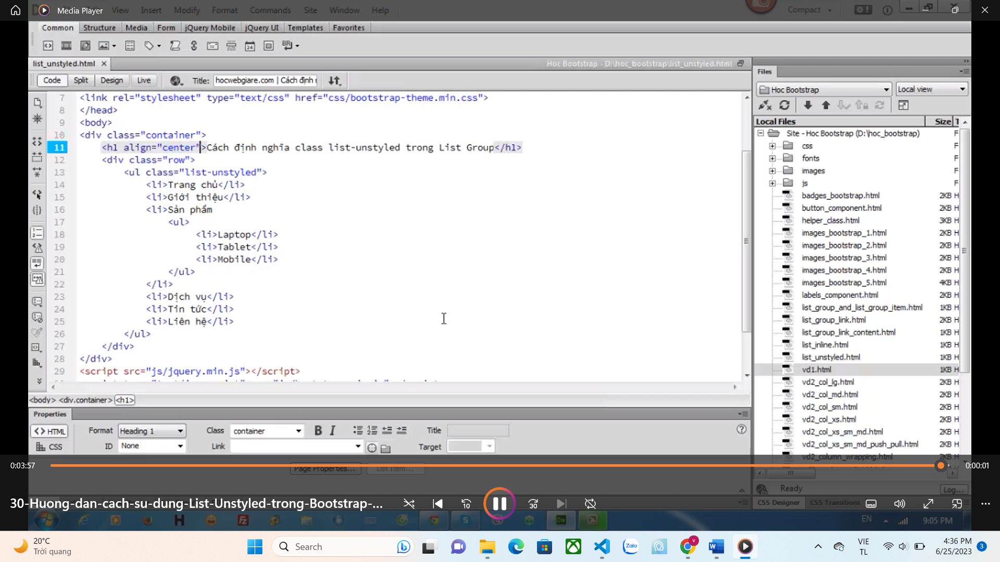 Media Player
View Insert Modify Format Commands Site Window Help
Compact
Common Structure Media Form jQuery Mobile jQuery UI Templates Favorites
list_unstyled.html
Hoc Bootstrap - D:\hoc_bootstrap\list_unstyled.html
Code Split Design Live Title: hocwebgiare.com | Cách định
7 <link rel="stylesheet" type="text/css" href="css/bootstrap-theme.min.css">
8 </head>
9 <body>
10 <div class="container">
11 <h1 align="center">Cách định nghĩa class list-unstyled trong List Group</h1>
12 <div class="row">
13 <ul class="list-unstyled">
14 <li>Trang chủ</li>
15 <li>Giới thiệu</li>
16 <li>Sản phẩm
17 <ul>
18 <li>Laptop</li>
19 <li>Tablet</li>
20 <li>Mobile</li>
21 </ul>
22 </li>
23 <li>Dịch vụ</li>
24 <li>Tin tức</li>
25 <li>Liên hệ</li>
26 </ul>
27 </div>
28 </div>
29 <script src="js/jquery.min.js"></script>
<body> <div.container> <h1>
Properties
<> HTML Format Heading 1 Class container B I Title
CSS ID None Link Target
Page Properties... List Item...
Files
Hoc Bootstrap Local view
Local Files Size T
Site - Hoc Bootstrap (D:\hoc_bootstrap) F
css F
fonts F
images F
js F
badges_bootstrap.html 2KB H
button_component.html 2KB H
helper_class.html 3KB H
images_bootstrap_1.html 2KB H
images_bootstrap_2.html 2KB H
images_bootstrap_3.html 2KB H
images_bootstrap_4.html 2KB H
images_bootstrap_5.html 4KB H
labels_component.html 2KB H
list_group_and_list_group_item.html 1KB H
list_group_link.html 2KB H
list_group_link_content.html 1KB H
list_inline.html 1KB H
list_unstyled.html 1KB H
vd1.html 1KB H
vd2_col_lg.html 2KB H
vd2_col_md.html 2KB H
vd2_col_sm.html 2KB H
vd2_col_xs.html 2KB H
vd2_col_xs_sm_md.html 2KB H
vd2_col_xs_sm_md_push_pull.html 2KB H
vd2_column_wrapping.html 2KB H
Ready Log...
CSS Designer CSS Transitions
0:03:57
0:00:01
30-Huong-dan-cach-su-dung-List-Unstyled-trong-Bootstrap-...
10
30
EN 9:05 PM
20°C
Trời quang
Search
Zalo
VIE
TL
4:36 PM
6/25/2023
3